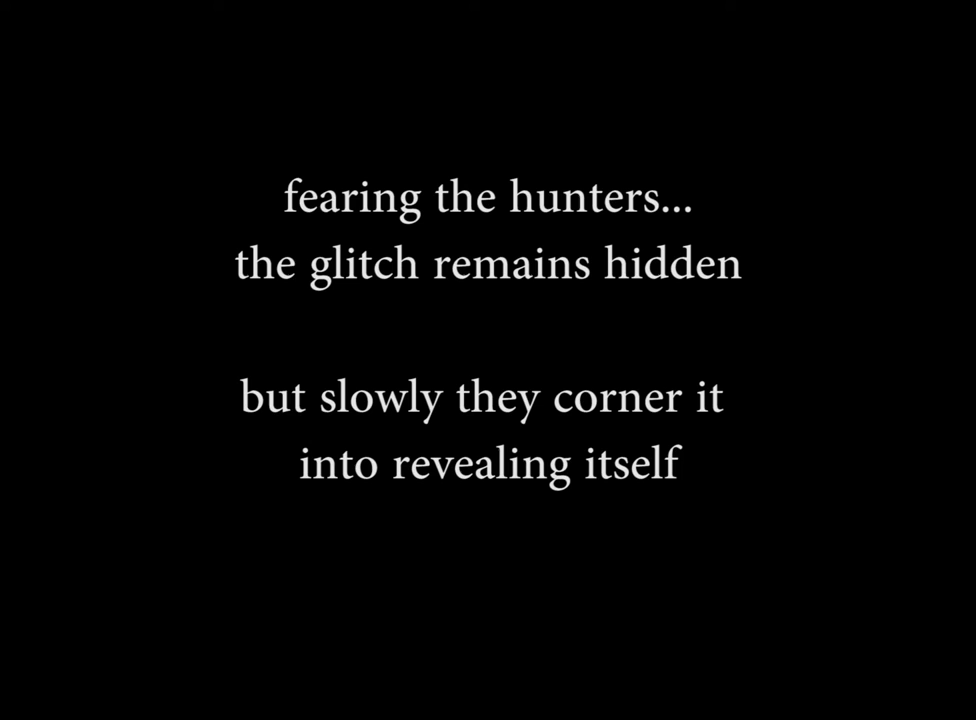 fearing the hunters...
the glitch remains hidden
but slowly they corner it
into revealing itself